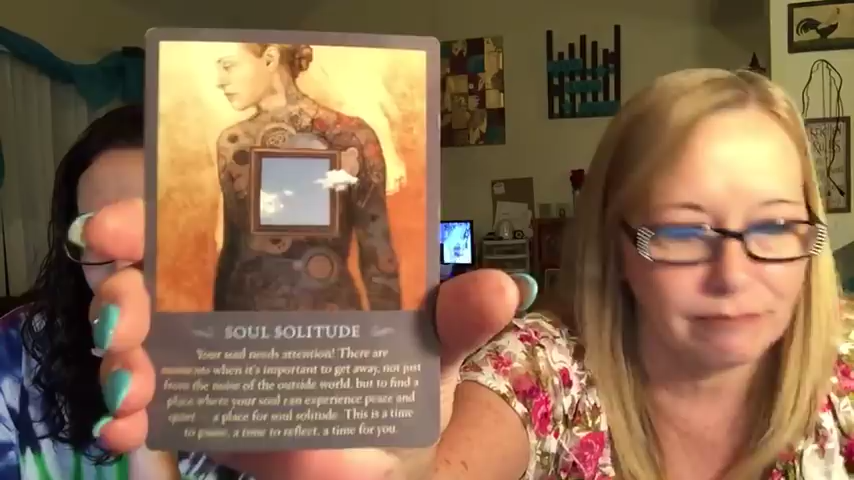 SOUL SOLITUDE
Your soul needs attention! There are
moments when it's important to get away, not just
from the noise of the outside world, but to find a
place where your soul can experience peace and
quiet – a place for soul solitude. This is a time
to pause, a time to reflect, a time for you.